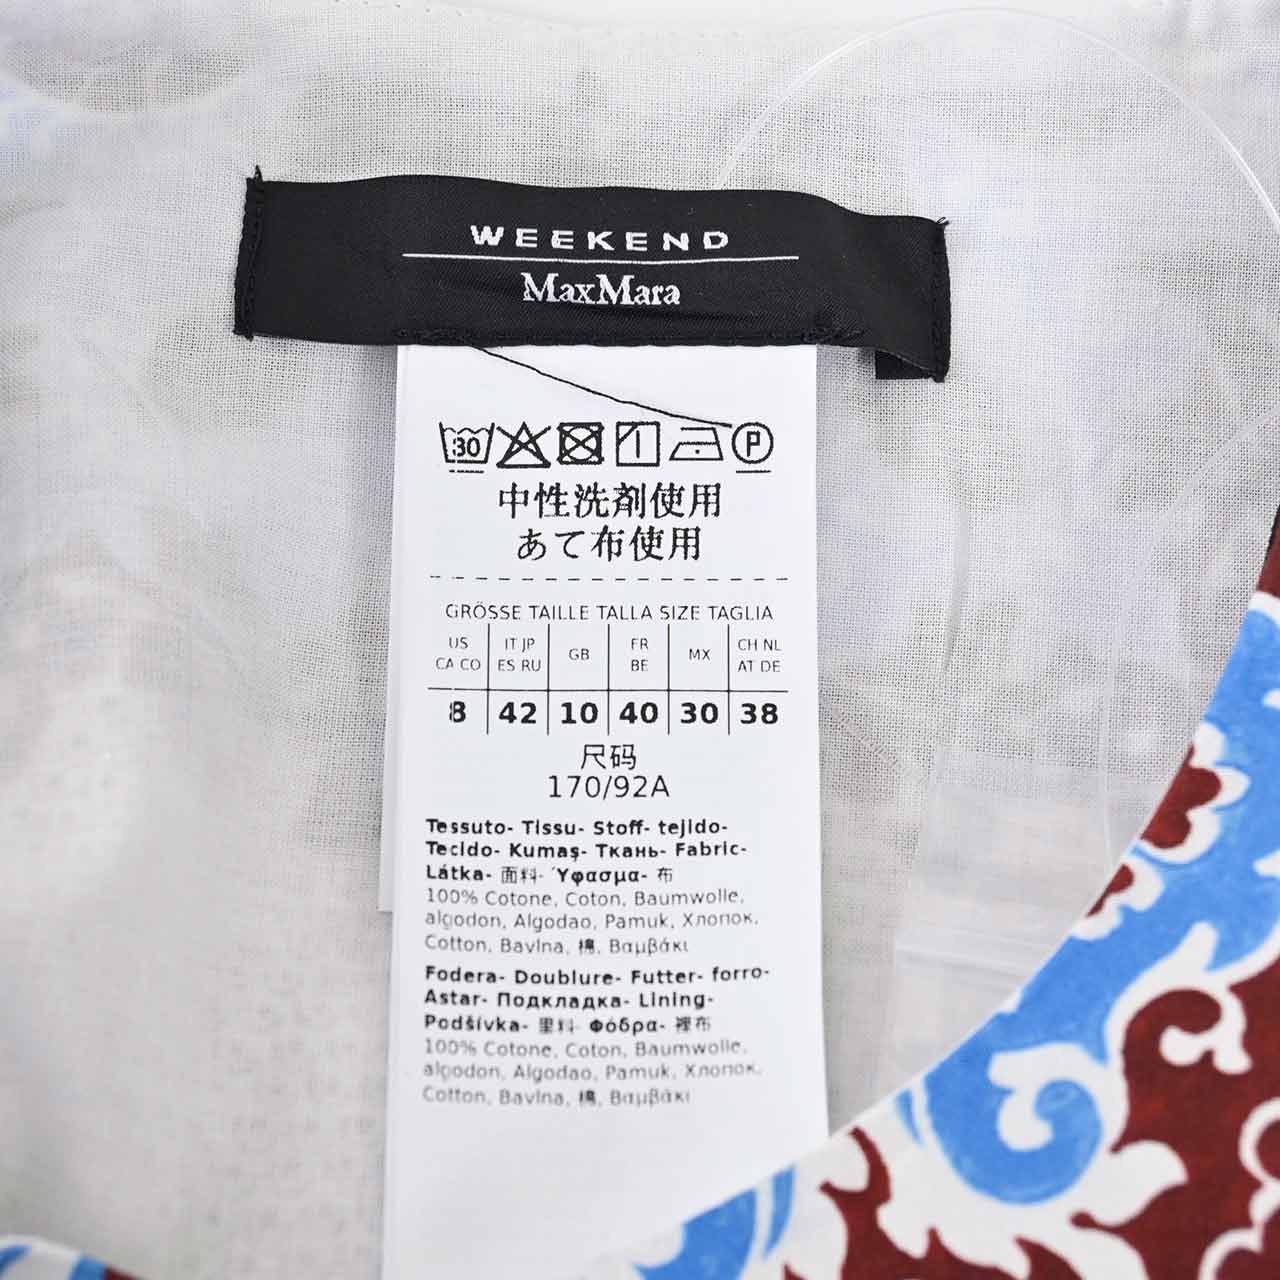 WEEKEND
MaxMara
30 P
中性洗剤使用
あて布使用
GRÖSSE TAILLE TALLA SIZE TAGLIA
US CA CO | IT JP ES RU | GB | FR BE | MX | CH NL AT DE
8 | 42 | 10 | 40 | 30 | 38
尺码
170/92A
Tessuto- Tissu- Stoff- tejido-
Tecido- Kumaş- Ткань- Fabric-
Látka- 面料- Ύφασμα- 布
100% Cotone, Coton, Baumwolle,
algodon, Algodao, Pamuk, Хлопок,
Cotton, Bavlna, 棉, Βαμβάκι
Fodera- Doublure- Futter- forro-
Astar- Подкладка- Lining-
Podšívka- 里料- Φόδρα- 裡布
100% Cotone, Coton, Baumwolle,
algodon, Algodao, Pamuk, Хлопок,
Cotton, Bavlna, 棉, Βαμβάκι